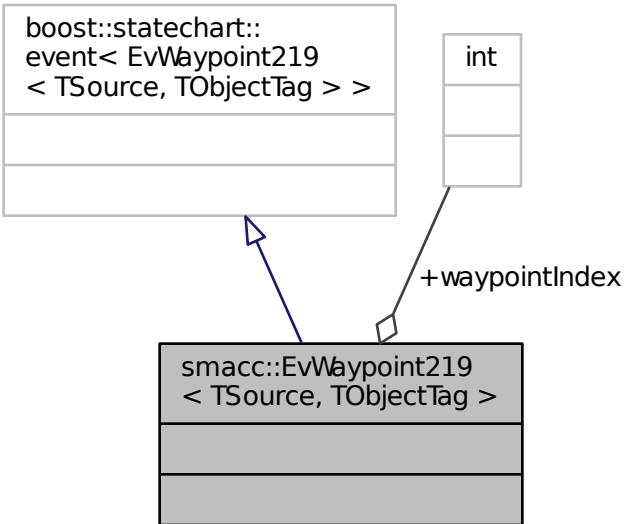 boost::statechart::
event< EvWaypoint219
< TSource, TObjectTag > >
int
+waypointIndex
smacc::EvWaypoint219
< TSource, TObjectTag >